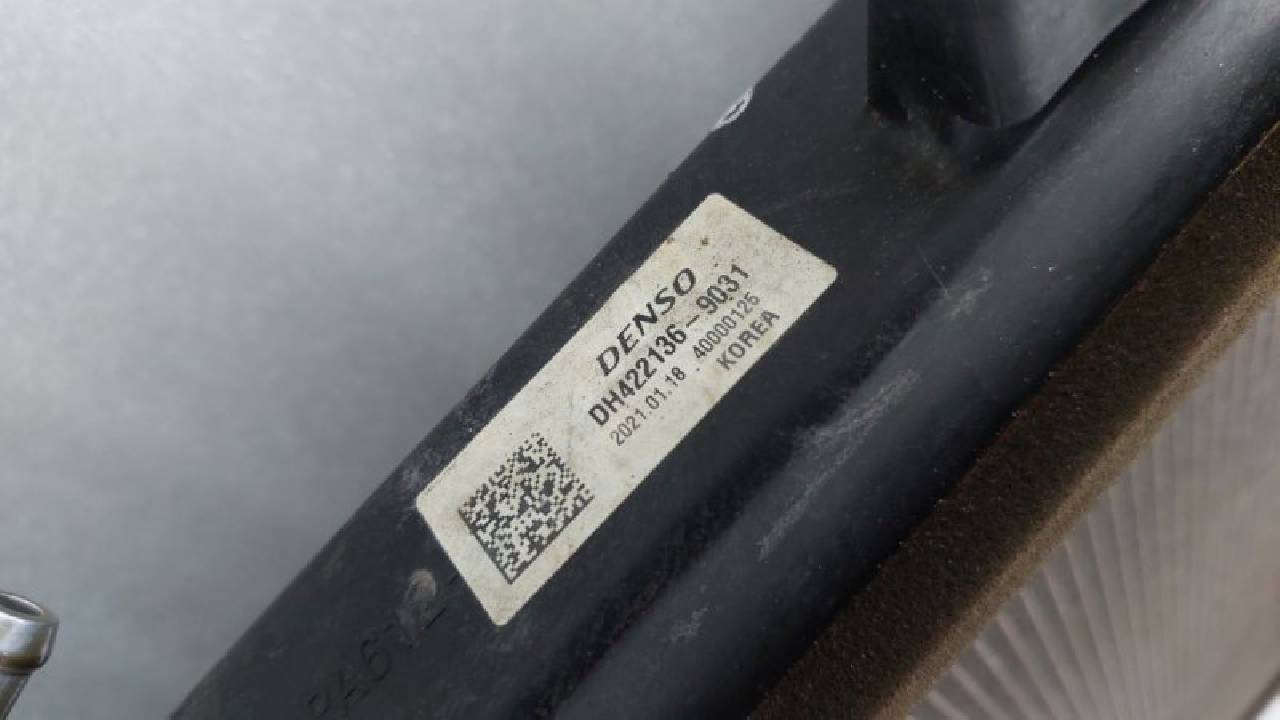 DENSO
DH422136-9031
2021.01.18 . 40000125
KOREA